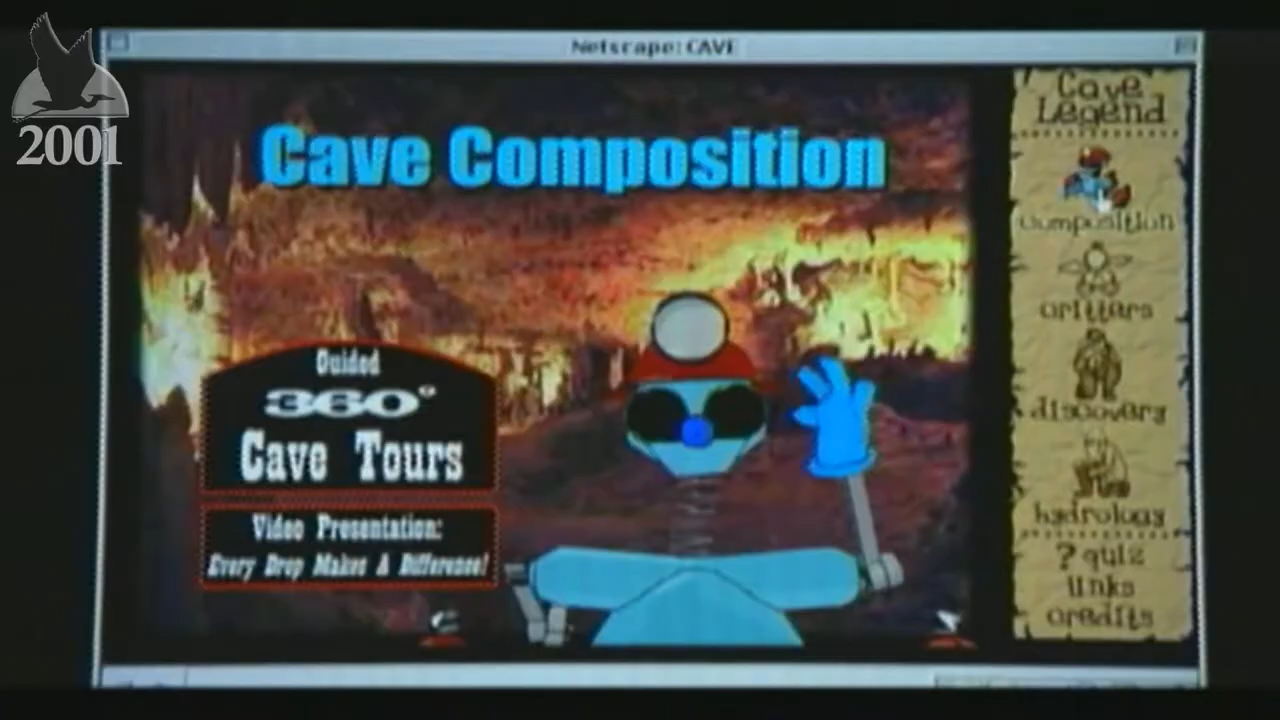 2001
Netscape: CAVE
Cave Composition
Guided
360°
Cave Tours
Video Presentation:
Every Drop Makes A Difference!
Cave
Legend
composition
critters
discovery
hydrology
? quiz
links
credits